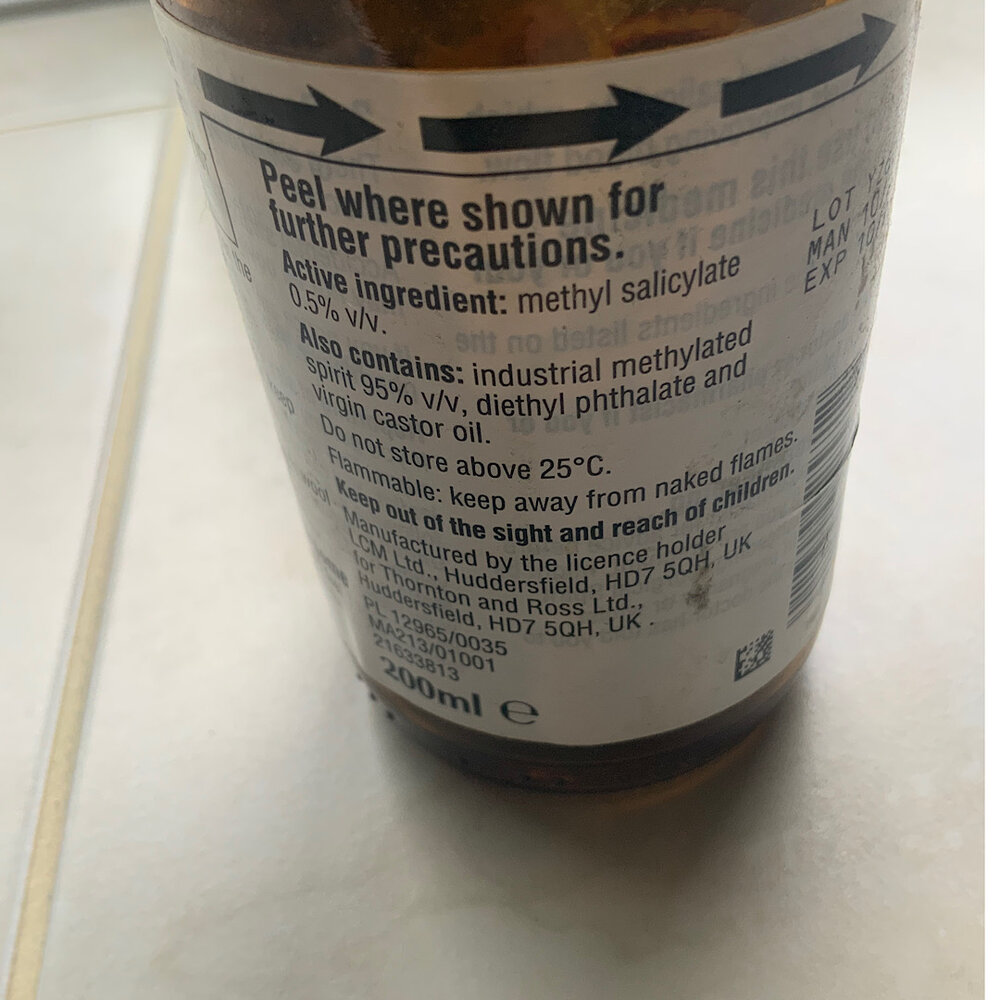 Peel where shown for
further precautions.
Active ingredient: methyl salicylate
0.5% v/v.
Also contains: industrial methylated
spirit 95% v/v, diethyl phthalate and
virgin castor oil.
Do not store above 25°C.
Flammable: keep away from naked flames.
Keep out of the sight and reach of children.
Manufactured by the licence holder
LCM Ltd., Huddersfield, HD7 5QH, UK
for Thornton and Ross Ltd.,
Huddersfield, HD7 5QH, UK.
PL 12965/0035
MA213/01001
21633813
200ml ℮
LOT
MAN
EXP
the